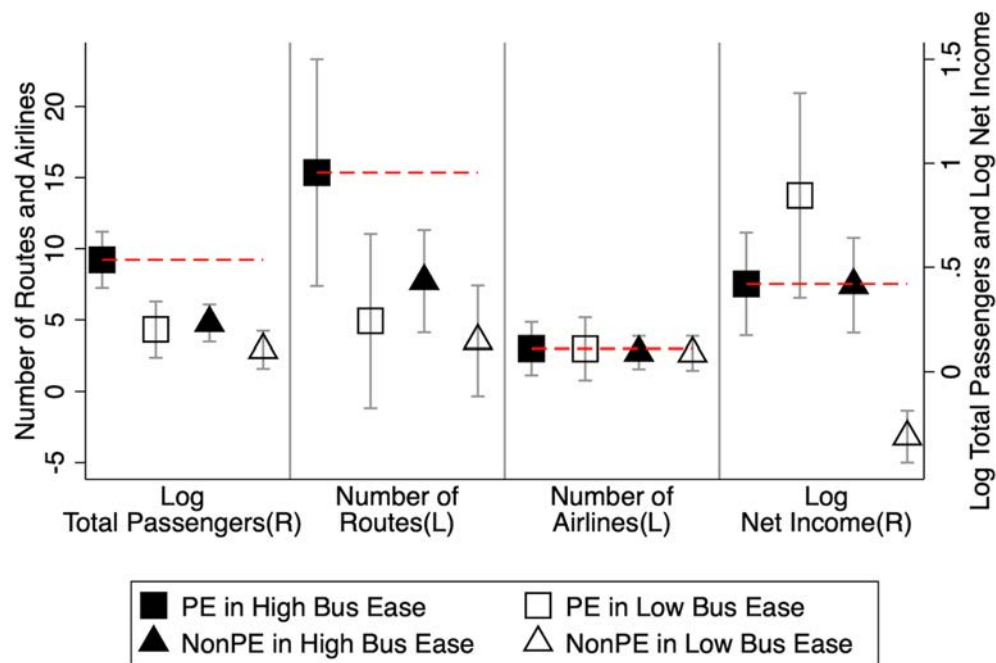 Number of Routes and Airlines
20
15
10
5
0
-5
Log Total Passengers and Log Net Income
1.5
1
.5
0
Log
Total Passengers(R)
Number of
Routes(L)
Number of
Airlines(L)
Log
Net Income(R)
PE in High Bus Ease
PE in Low Bus Ease
NonPE in High Bus Ease
NonPE in Low Bus Ease